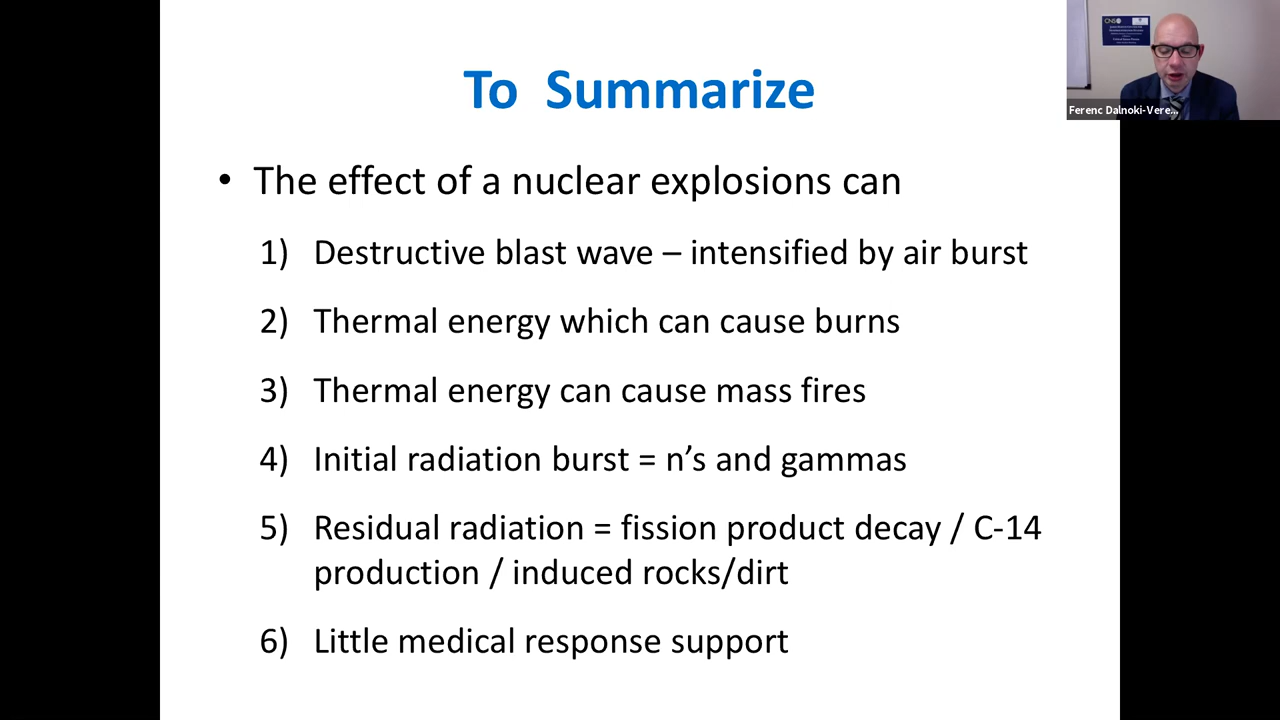 To Summarize
• The effect of a nuclear explosions can
1) Destructive blast wave – intensified by air burst
2) Thermal energy which can cause burns
3) Thermal energy can cause mass fires
4) Initial radiation burst = n’s and gammas
5) Residual radiation = fission product decay / C-14
production / induced rocks/dirt
6) Little medical response support
CNS
Ferenc Dalnoki-Vere...